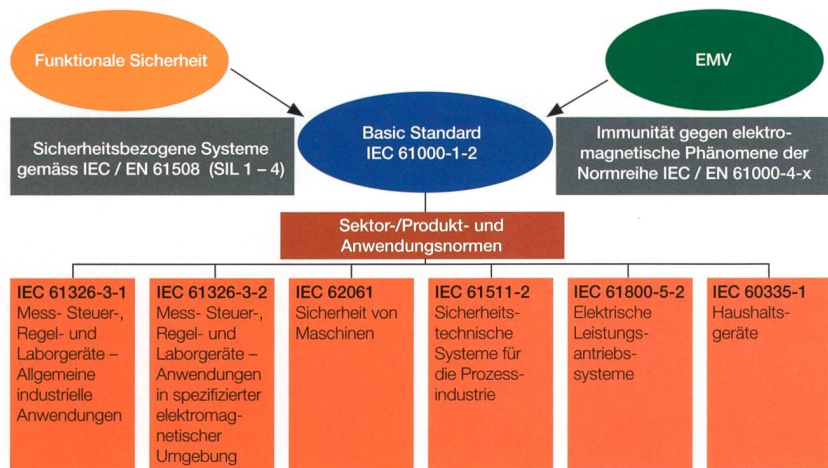 Funktionale Sicherheit
EMV
Basic Standard
IEC 61000-1-2
Sicherheitsbezogene Systeme
gemäss IEC / EN 61508 (SIL 1 – 4)
Immunität gegen elektro-
magnetische Phänomene der
Normreihe IEC / EN 61000-4-x
Sektor-/Produkt- und
Anwendungsnormen
IEC 61326-3-1
Mess- Steuer-,
Regel- und
Laborgeräte –
Allgemeine
industrielle
Anwendungen
IEC 61326-3-2
Mess- Steuer-,
Regel- und
Laborgeräte –
Anwendungen
in spezifizierter
elektromag-
netischer
Umgebung
IEC 62061
Sicherheit von
Maschinen
IEC 61511-2
Sicherheits-
technische
Systeme für
die Prozess-
industrie
IEC 61800-5-2
Elektrische
Leistungs-
antriebs-
systeme
IEC 60335-1
Haushalts-
geräte